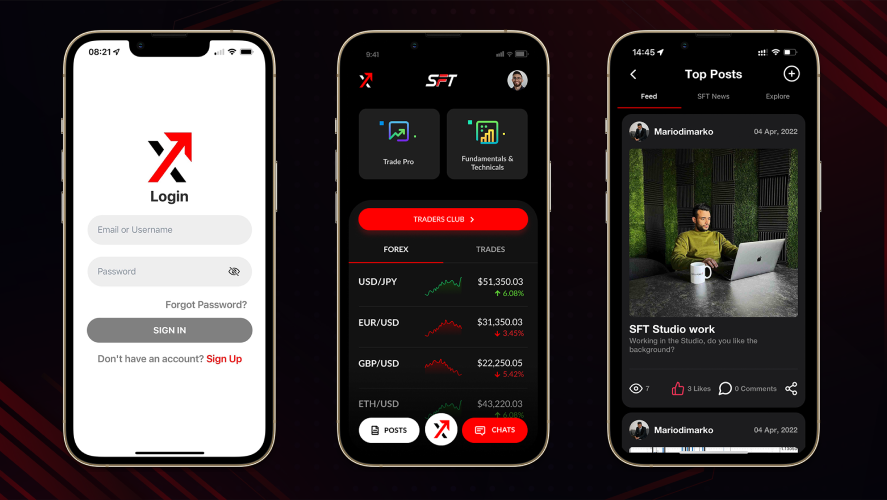 08:21
Login
Email or Username
Password
Forgot Password?
SIGN IN
Don't have an account? Sign Up
9:41
SFT
Trade Pro
Fundamentals &
Technicals
TRADERS CLUB >
FOREX TRADES
USD/JPY $51,350.03
↑ 6.08%
EUR/USD $31,350.03
↓ 3.45%
GBP/USD $22,250.05
↓ 5.42%
ETH/USD $43,220.03
↑ 6.08%
POSTS CHATS
14:45
Top Posts
Feed SFT News Explore
Mariodimarko 04 Apr, 2022
SFT Studio work
Working in the Studio, do you like the
background?
7 3 Likes 0 Comments
Mariodimarko 04 Apr, 2022